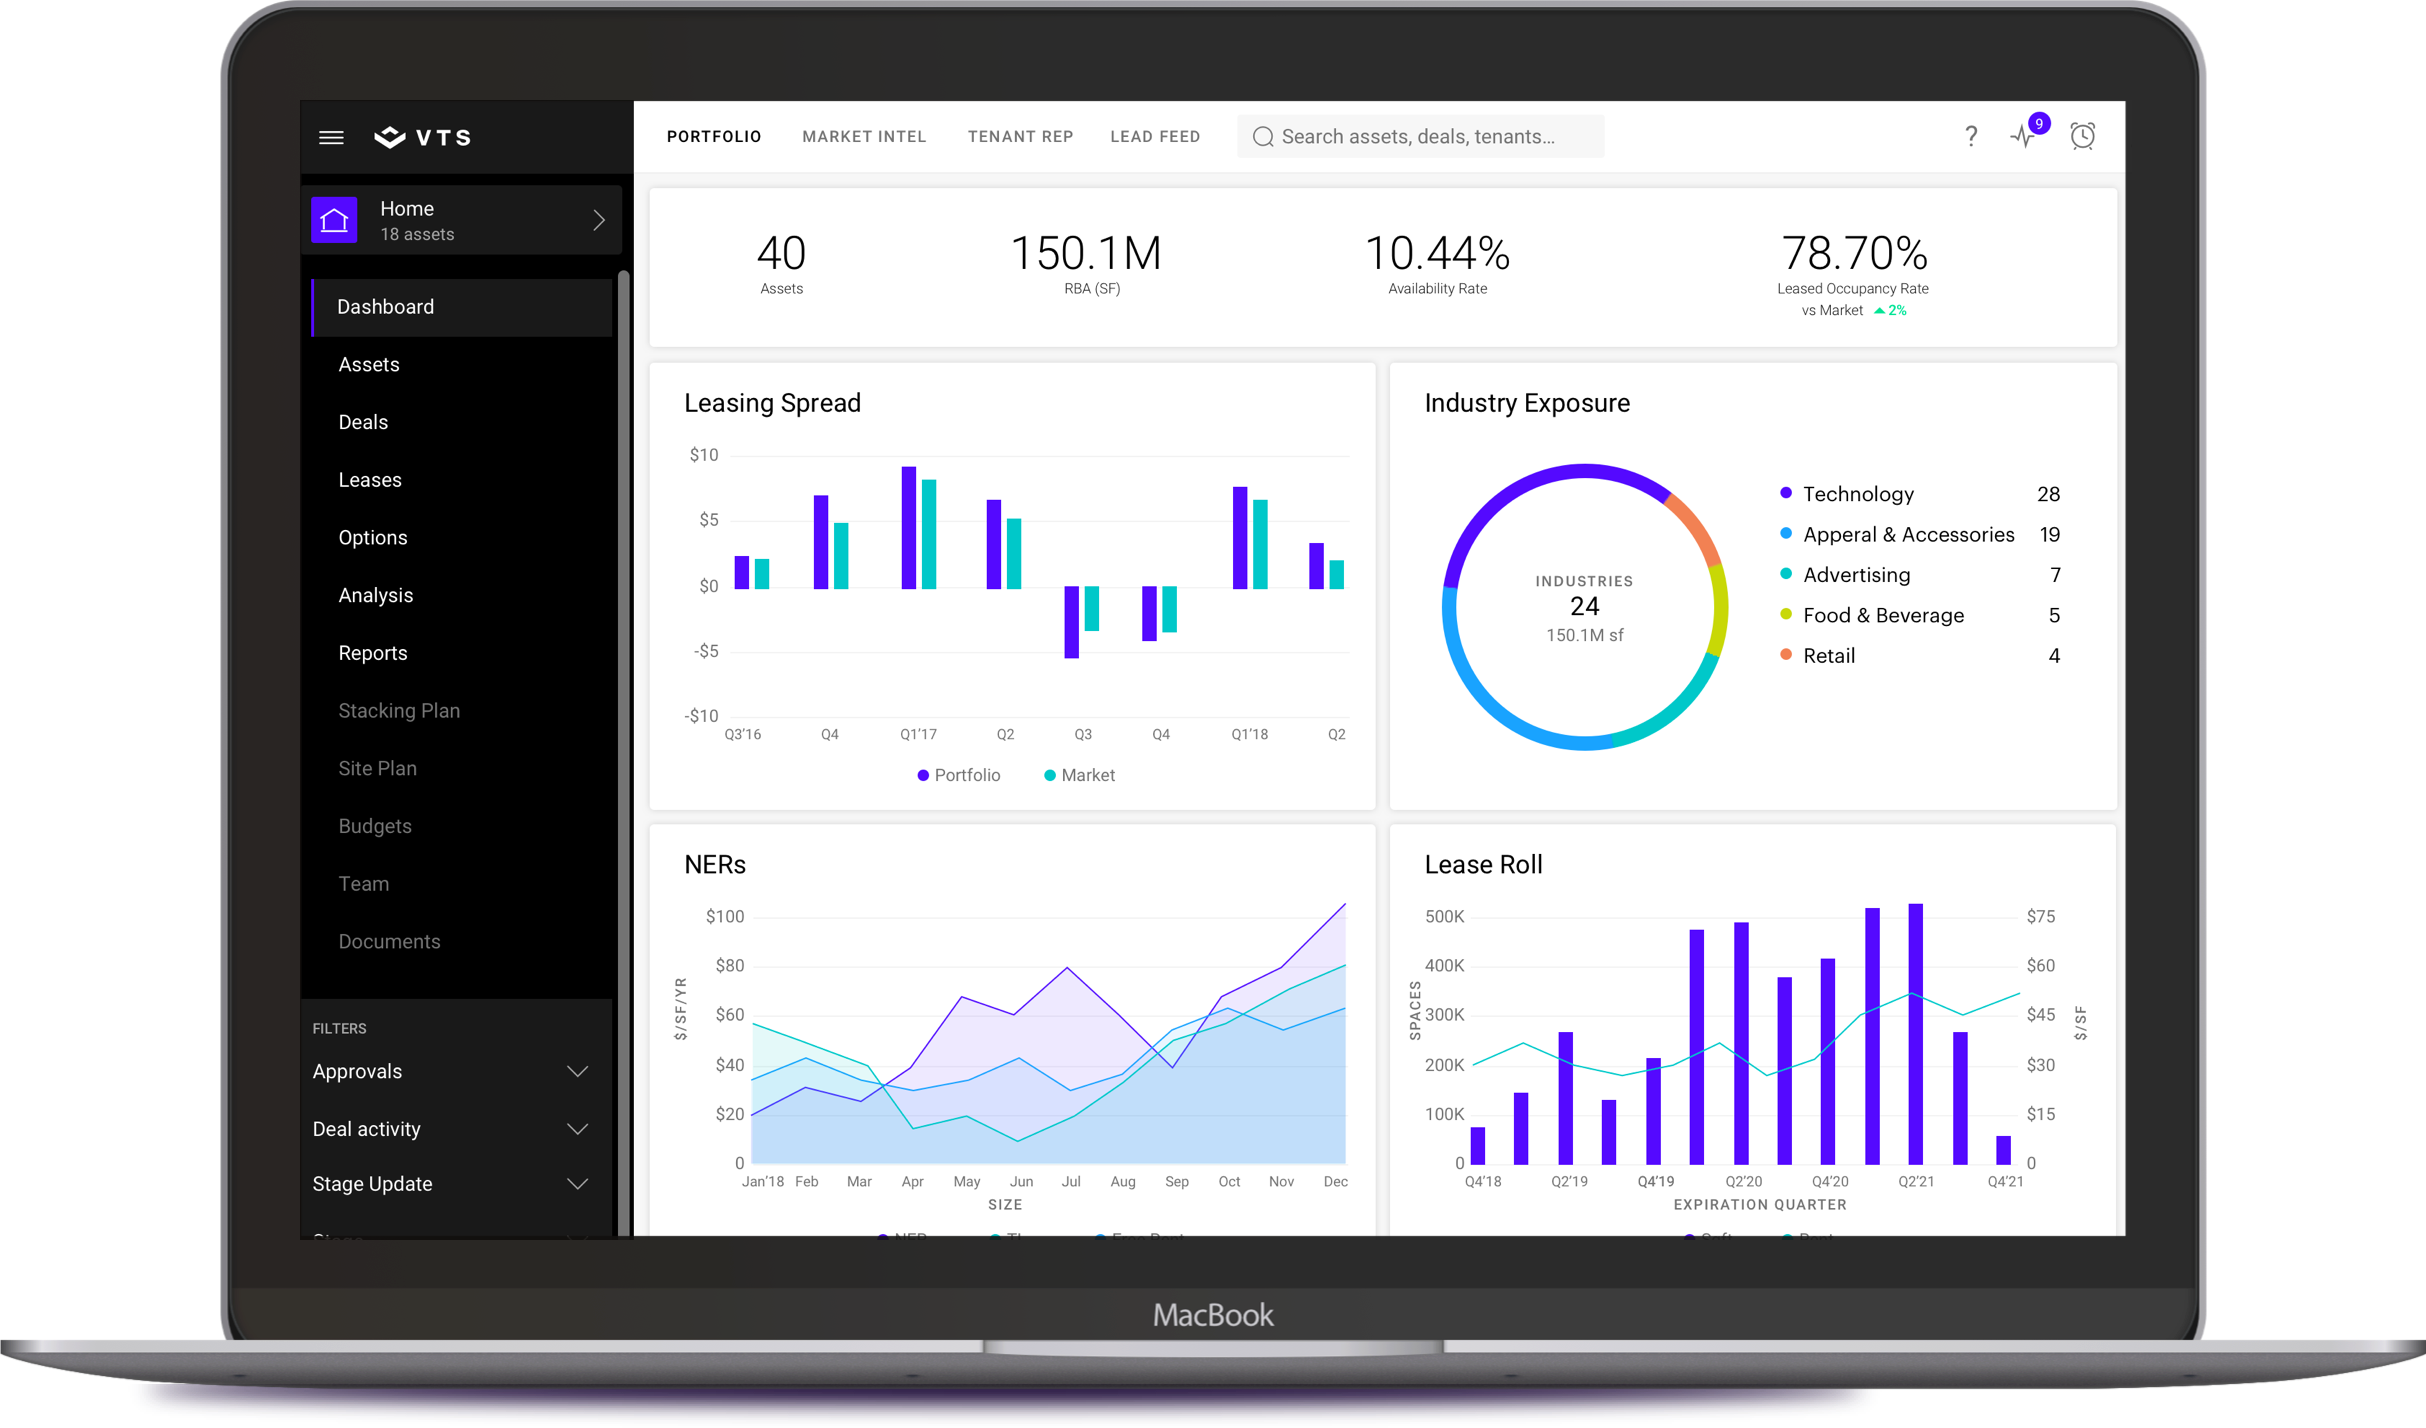 VTS
PORTFOLIO MARKET INTEL TENANT REP LEAD FEED Search assets, deals, tenants... ? 9
Home
18 assets
Dashboard
Assets
Deals
Leases
Options
Analysis
Reports
Stacking Plan
Site Plan
Budgets
Team
Documents
FILTERS
Approvals
Deal activity
Stage Update
40
Assets
150.1M
RBA (SF)
10.44%
Availability Rate
78.70%
Leased Occupancy Rate
vs Market 2%
Leasing Spread
$10
$5
$0
-$5
-$10
Q3'16 Q4 Q1'17 Q2 Q3 Q4 Q1'18 Q2
Portfolio Market
Industry Exposure
INDUSTRIES
24
150.1M sf
Technology 28
Apperal & Accessories 19
Advertising 7
Food & Beverage 5
Retail 4
NERs
$/SF/YR
$100
$80
$60
$40
$20
0
Jan'18 Feb Mar Apr May Jun Jul Aug Sep Oct Nov Dec
SIZE
Lease Roll
SPACES
500K $75
400K $60
300K $45
200K $30
100K $15
0 0
$/SF
Q4'18 Q2'19 Q4'19 Q2'20 Q4'20 Q2'21 Q4'21
EXPIRATION QUARTER
MacBook